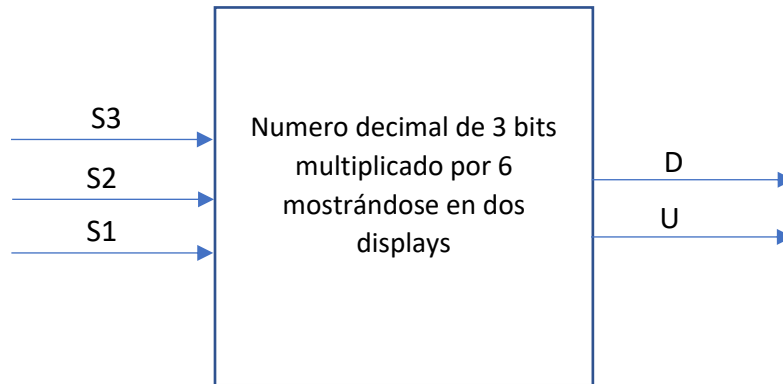 S3
S2
S1
Numero decimal de 3 bits
multiplicado por 6
mostrándose en dos
displays
D
U